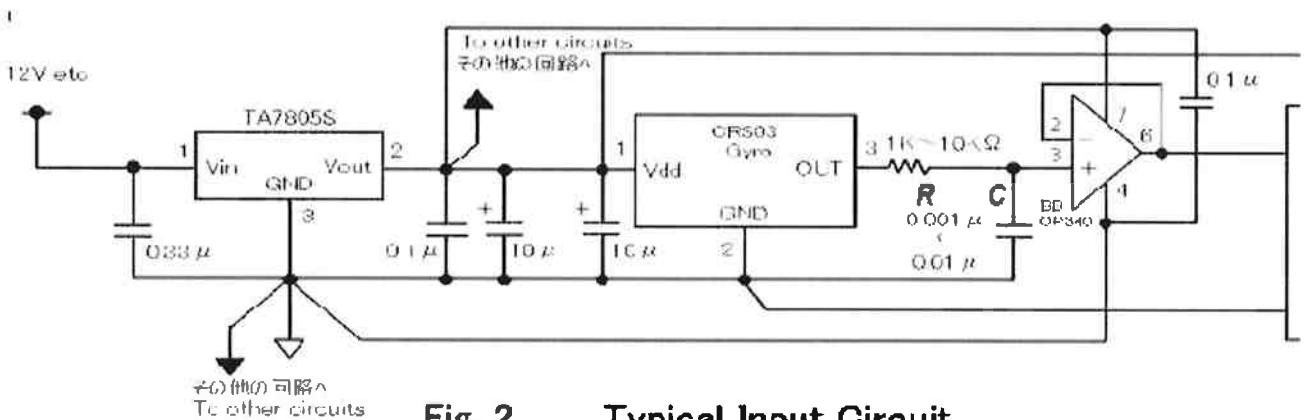 To other circuits
その他の回路へ
12V etc
TA7805S
1
Vin
Vout
2
GND
3
0.33 μ
0.1 μ
+
10 μ
+
10 μ
1
Vdd
Gyro
OUT
GND
2
3
1K～10KΩ
R
C
0.001 μ
0.01 μ
2
-
3
+
7
6
4
0.1 μ
その他の回路へ
To other circuits
Fig. 2 Typical Input Circuit